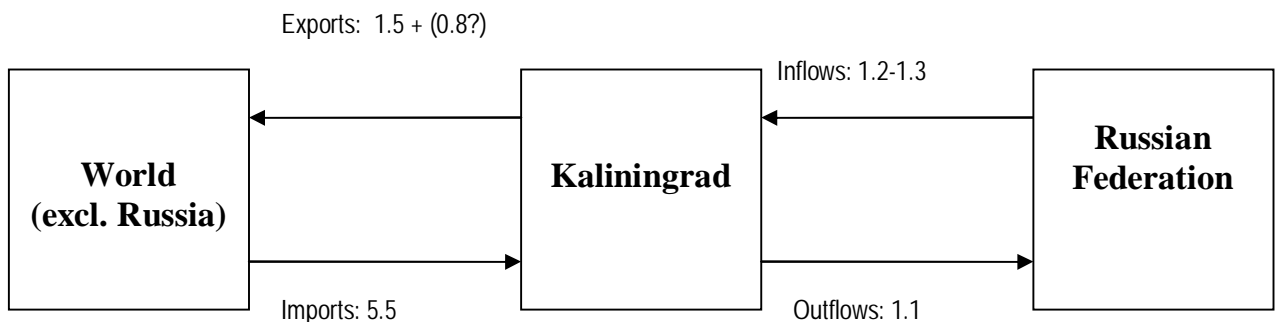 Exports: 1.5 + (0.8?)
Inflows: 1.2-1.3
World
(excl. Russia)
Kaliningrad
Russian
Federation
Imports: 5.5
Outflows: 1.1